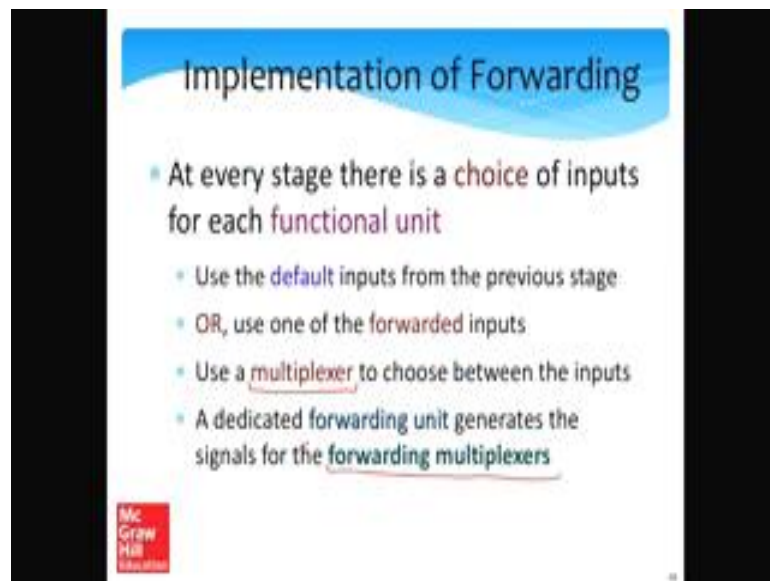 Implementation of Forwarding
At every stage there is a choice of inputs
for each functional unit
Use the default inputs from the previous stage
OR, use one of the forwarded inputs
Use a multiplexer to choose between the inputs
A dedicated forwarding unit generates the
signals for the forwarding multiplexers
Mc
Graw
Hill
Education